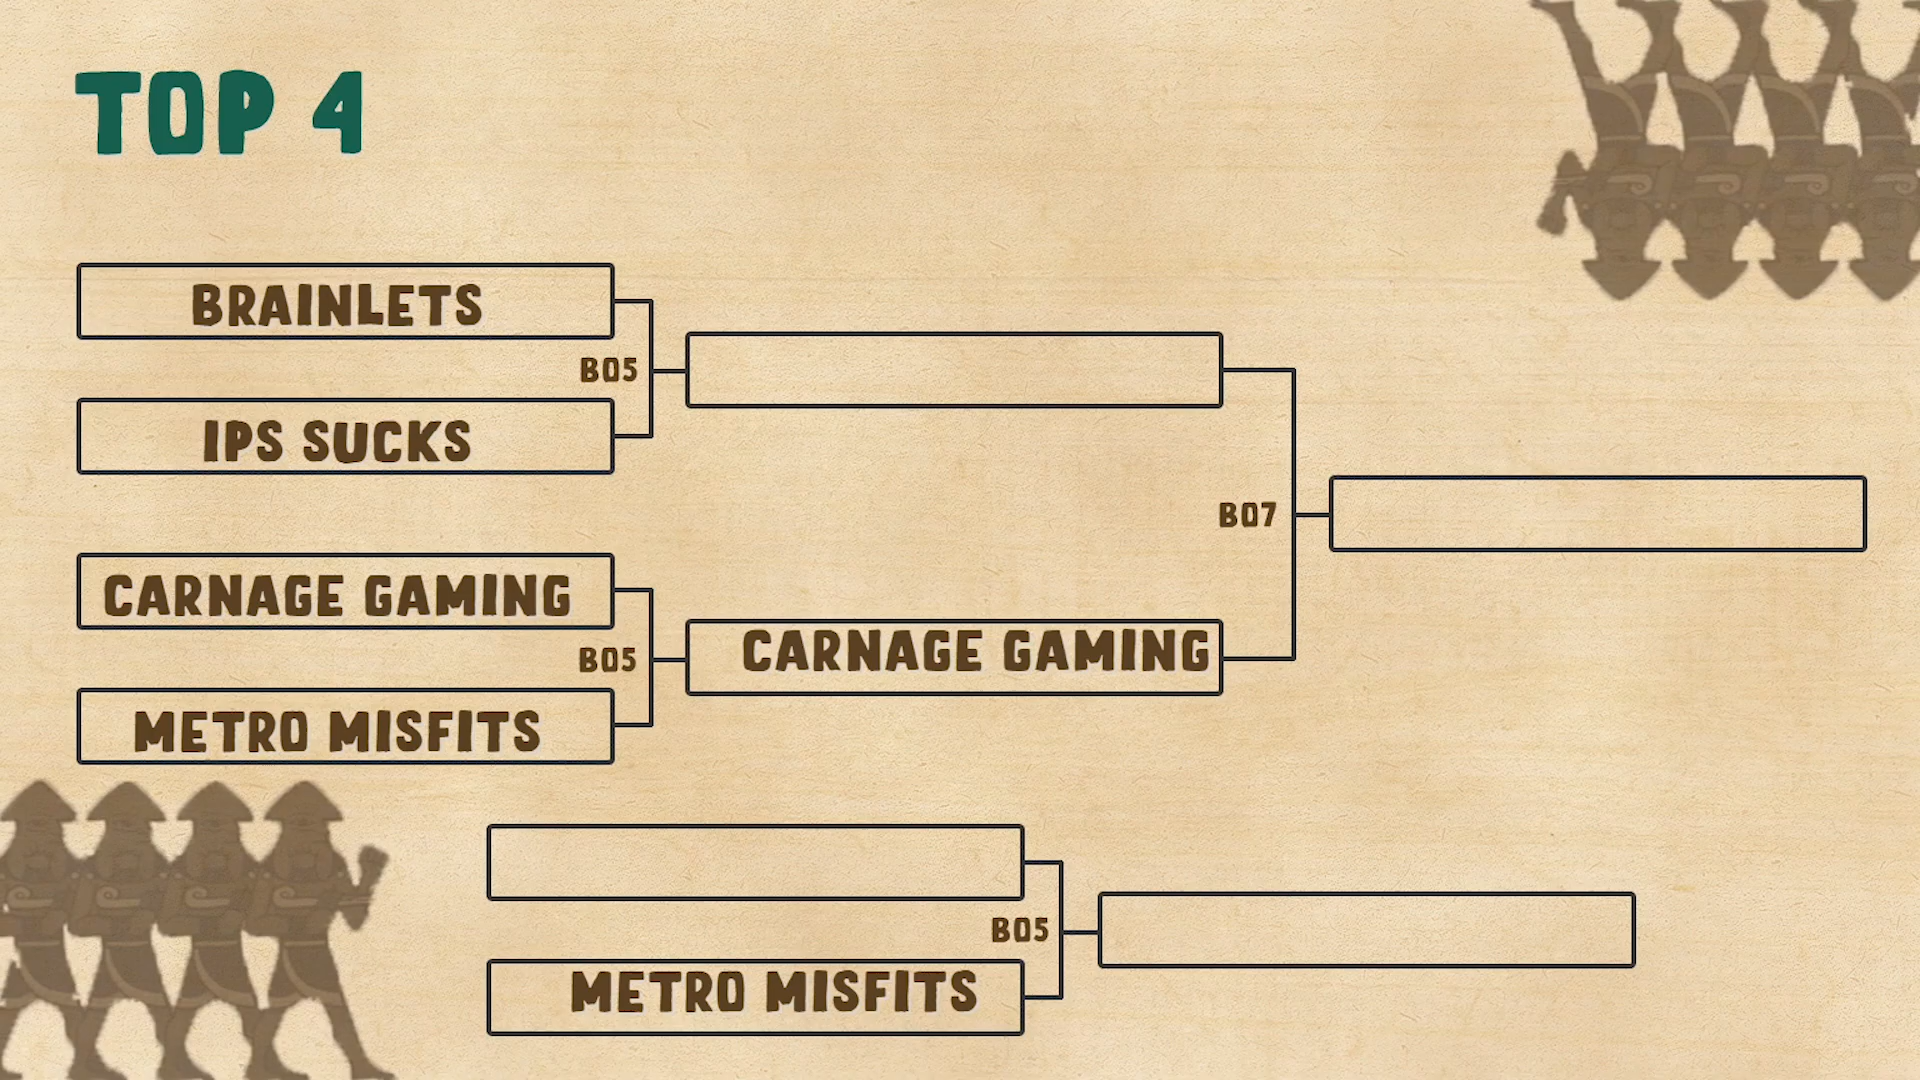 TOP 4
BRAINLETS
BO5
IPS SUCKS
CARNAGE GAMING
BO5
METRO MISFITS
BO7
CARNAGE GAMING
BO5
METRO MISFITS